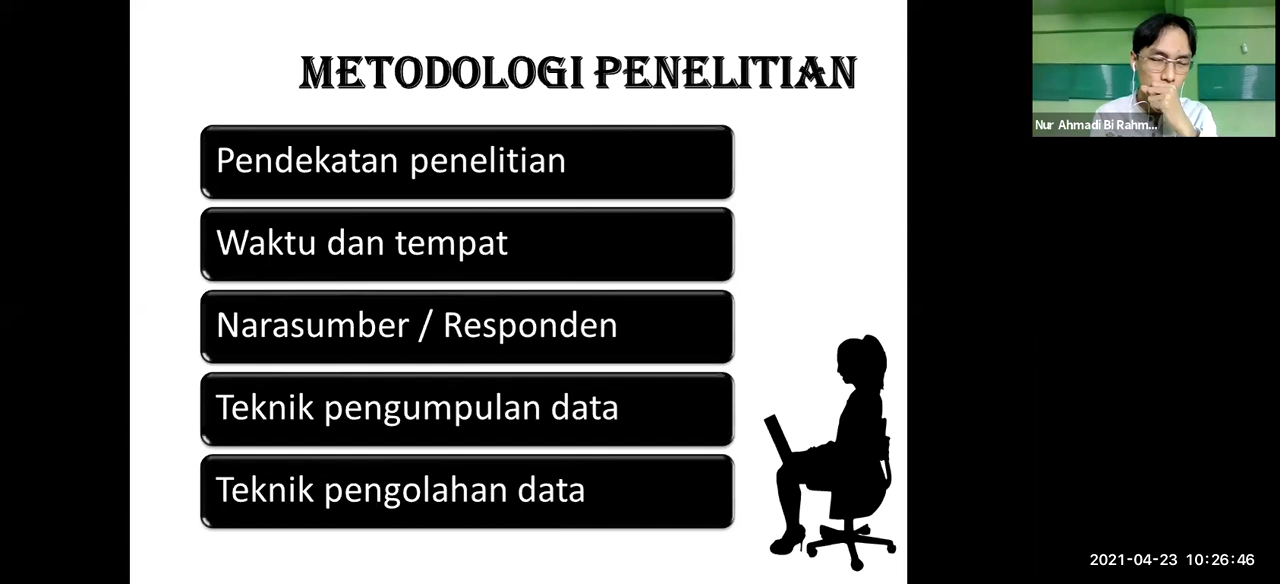 METODOLOGI PENELITIAN
Pendekatan penelitian
Waktu dan tempat
Narasumber / Responden
Teknik pengumpulan data
Teknik pengolahan data
Nur Ahmadi Bi Rahm...
2021-04-23 10:26:46